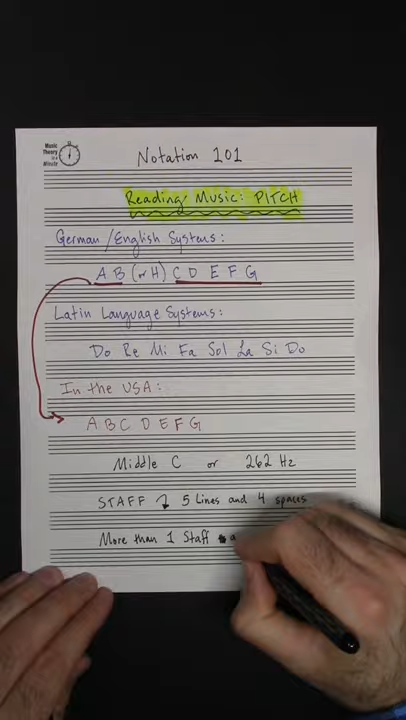 Music
Theory
in a
Minute
Notation 101
Reading Music: PITCH
German/English Systems:
A B (or H) C D E F G
Latin Language Systems:
Do Re Mi Fa Sol La Si Do
In the USA:
A B C D E F G
Middle C or 262 Hz
STAFF 5 Lines and 4 spaces
More than 1 Staff a